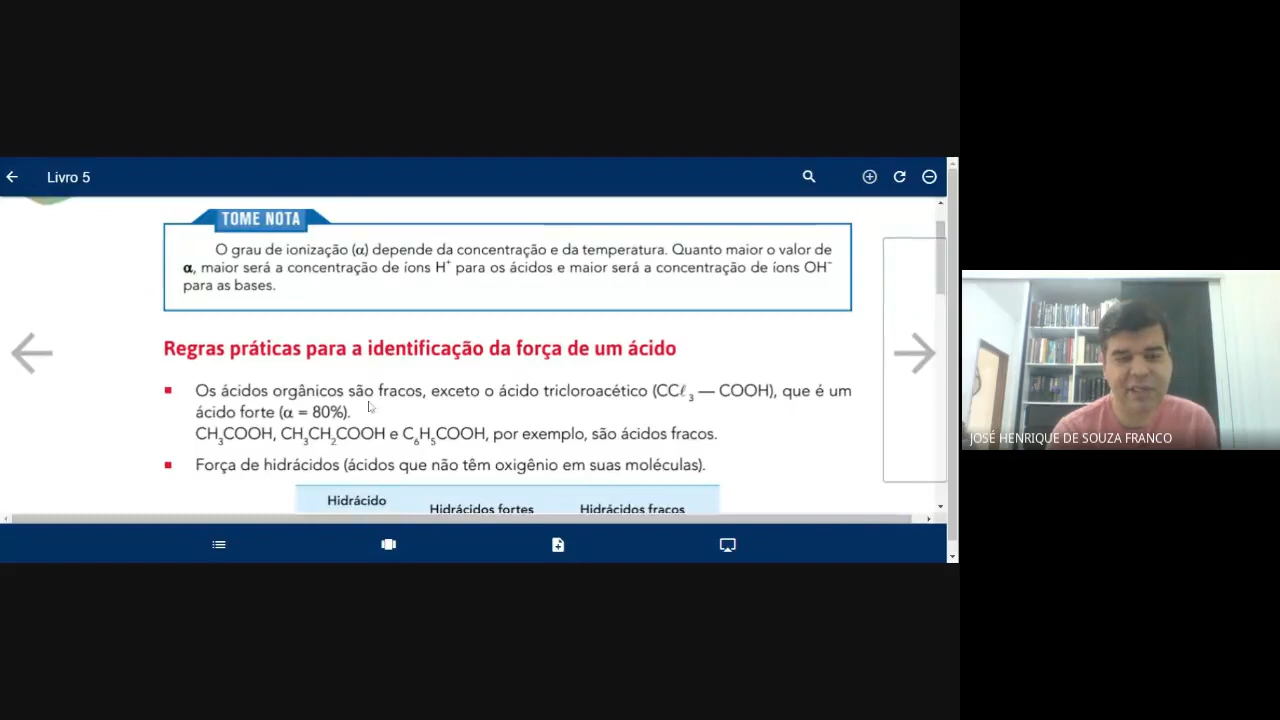 Livro 5
TOME NOTA
O grau de ionização (α) depende da concentração e da temperatura. Quanto maior o valor de
α, maior será a concentração de íons H⁺ para os ácidos e maior será a concentração de íons OH⁻
para as bases.
Regras práticas para a identificação da força de um ácido
Os ácidos orgânicos são fracos, exceto o ácido tricloroacético (CCℓ₃ — COOH), que é um
ácido forte (α = 80%).
CH₃COOH, CH₃CH₂COOH e C₆H₅COOH, por exemplo, são ácidos fracos.
Força de hidrácidos (ácidos que não têm oxigênio em suas moléculas).
Hidrácido
Hidrácidos fortes Hidrácidos fracos
JOSÉ HENRIQUE DE SOUZA FRANCO